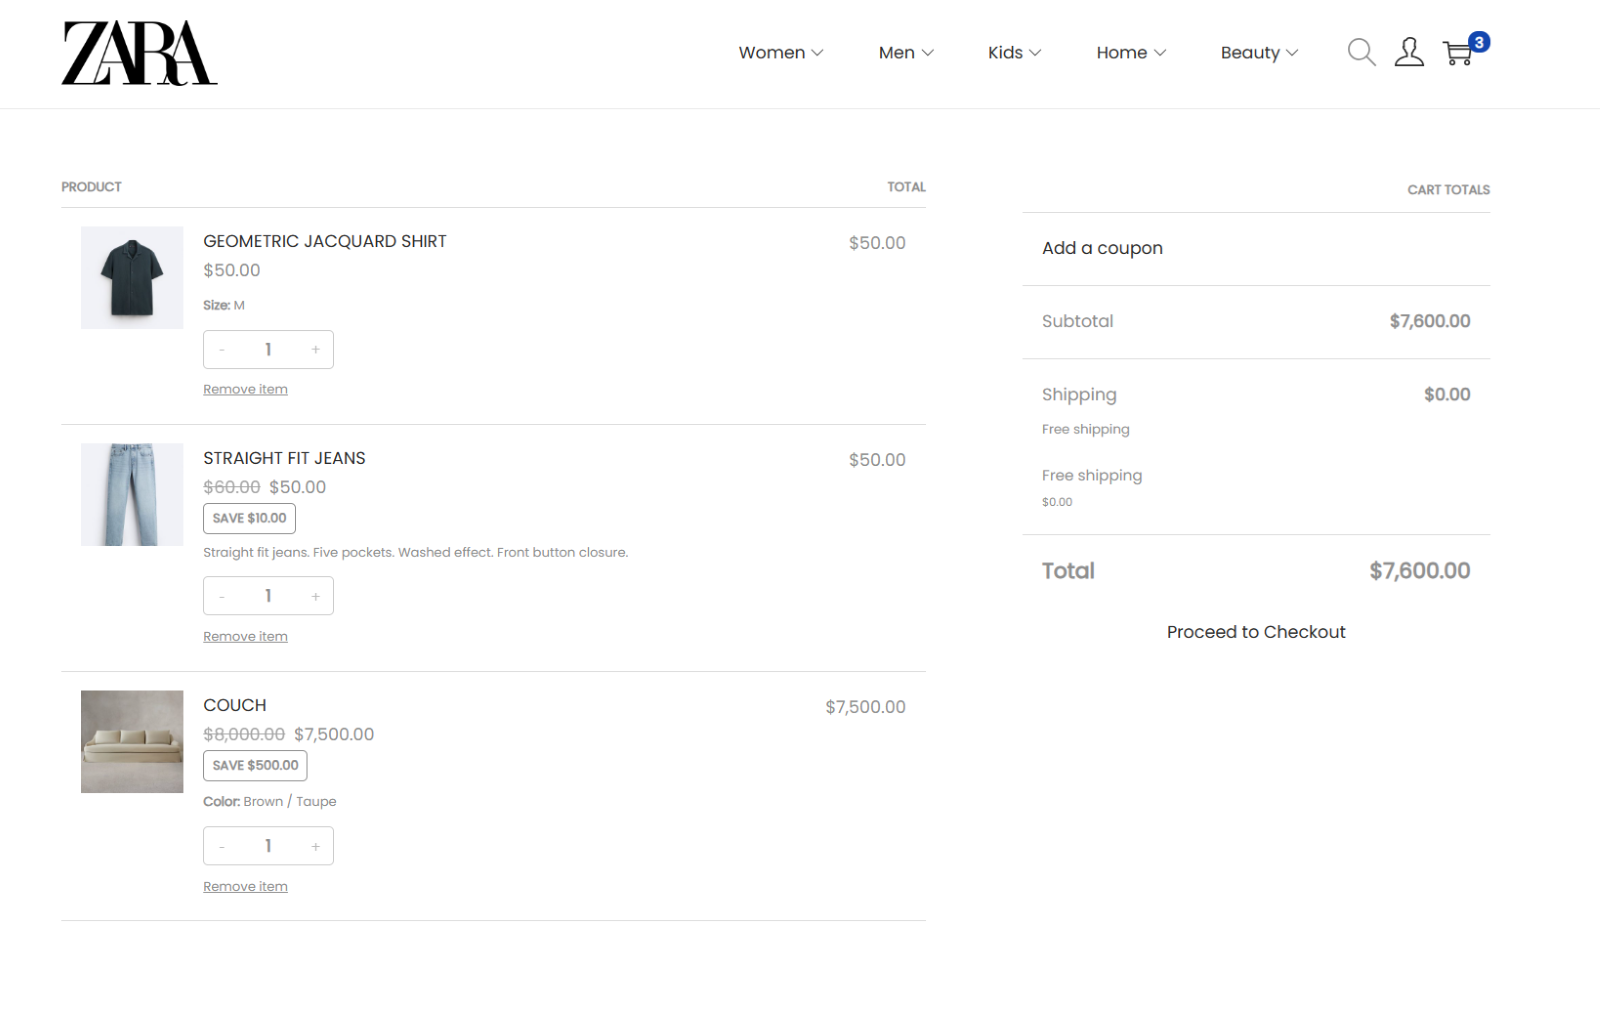 ZARA
Women
Men
Kids
Home
Beauty
3
PRODUCT
TOTAL
GEOMETRIC JACQUARD SHIRT
$50.00
$50.00
Size: M
- 1 +
Remove item
STRAIGHT FIT JEANS
$50.00
$60.00 $50.00
SAVE $10.00
Straight fit jeans. Five pockets. Washed effect. Front button closure.
- 1 +
Remove item
COUCH
$7,500.00
$8,000.00 $7,500.00
SAVE $500.00
Color: Brown / Taupe
- 1 +
Remove item
CART TOTALS
Add a coupon
Subtotal $7,600.00
Shipping $0.00
Free shipping
Free shipping
$0.00
Total $7,600.00
Proceed to Checkout